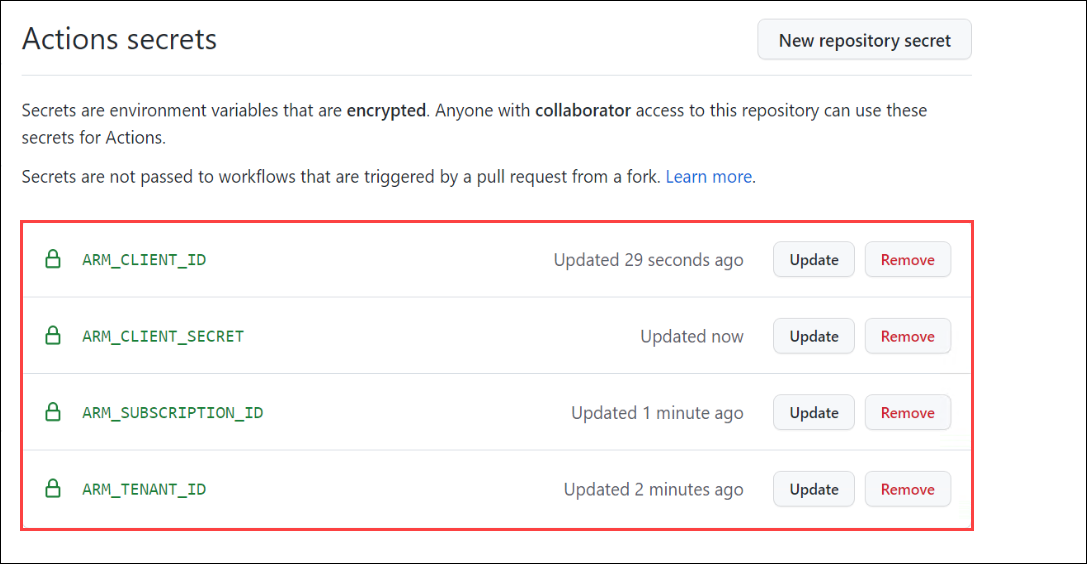 Actions secrets
New repository secret
Secrets are environment variables that are encrypted. Anyone with collaborator access to this repository can use these
secrets for Actions.
Secrets are not passed to workflows that are triggered by a pull request from a fork. Learn more.
ARM_CLIENT_ID Updated 29 seconds ago Update Remove
ARM_CLIENT_SECRET Updated now Update Remove
ARM_SUBSCRIPTION_ID Updated 1 minute ago Update Remove
ARM_TENANT_ID Updated 2 minutes ago Update Remove